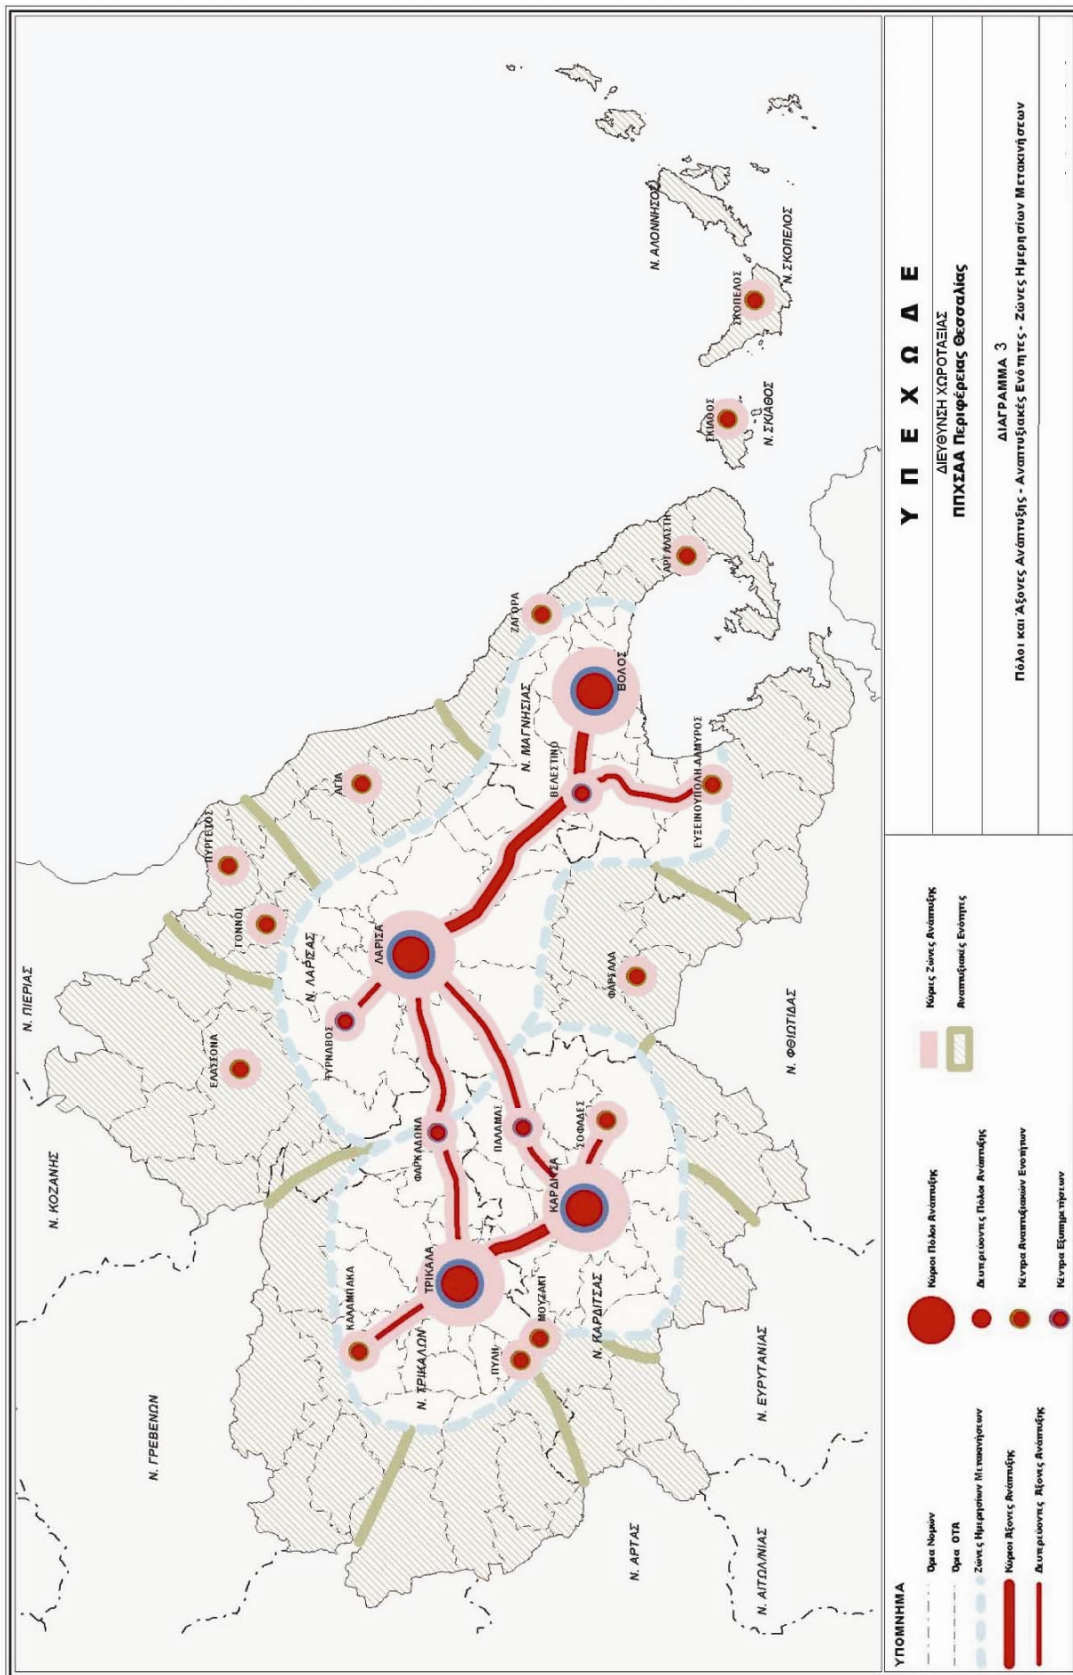 Ν. ΠΙΕΡΙΑΣ
Ν. ΚΟΖΑΝΗΣ
Ν. ΓΡΕΒΕΝΩΝ
Ν. ΑΡΤΑΣ
Ν. ΑΙΤΩΛ/ΝΙΑΣ
Ν. ΕΥΡΥΤΑΝΙΑΣ
Ν. ΦΘΙΩΤΙΔΑΣ
Ν. ΤΡΙΚΑΛΩΝ
Ν. ΚΑΡΔΙΤΣΑΣ
Ν. ΛΑΡΙΣΑΣ
Ν. ΜΑΓΝΗΣΙΑΣ
Ν. ΣΚΙΑΘΟΣ
Ν. ΣΚΟΠΕΛΟΣ
Ν. ΑΛΟΝΝΗΣΟΣ
ΕΛΑΣΣΟΝΑ
ΓΟΝΝΟΙ
ΠΥΡΓΕΤΟΣ
ΑΓΙΑ
ΤΥΡΝΑΒΟΣ
ΛΑΡΙΣΑ
ΚΑΛΑΜΠΑΚΑ
ΤΡΙΚΑΛΑ
ΦΑΡΚΑΔΩΝΑ
ΠΑΛΑΜΑΣ
ΠΥΛΗ
ΜΟΥΖΑΚΙ
ΚΑΡΔΙΤΣΑ
ΣΟΦΑΔΕΣ
ΦΑΡΣΑΛΑ
ΒΕΛΕΣΤΙΝΟ
ΒΟΛΟΣ
ΖΑΓΟΡΑ
ΕΥΞΕΙΝΟΥΠΟΛΗ-ΑΛΜΥΡΟΣ
ΑΡΓΑΛΑΣΤΗ
ΣΚΙΑΘΟΣ
ΣΚΟΠΕΛΟΣ
ΥΠΟΜΝΗΜΑ
Όρια Νομών
Όρια ΟΤΑ
Ζώνες Ημερησίων Μετακινήσεων
Κύριοι Άξονες Ανάπτυξης
Δευτερεύοντες Άξονες Ανάπτυξης
Κύριοι Πόλοι Ανάπτυξης
Δευτερεύοντες Πόλοι Ανάπτυξης
Κέντρα Αναπτυξιακών Ενοτήτων
Κέντρα Εξυπηρετήσεων
Κύριες Ζώνες Ανάπτυξης
Αναπτυξιακές Ενότητες
Υ Π Ε Χ Ω Δ Ε
ΔΙΕΥΘΥΝΣΗ ΧΩΡΟΤΑΞΙΑΣ
ΠΠΧΣΑΑ Περιφέρειας Θεσσαλίας
ΔΙΑΓΡΑΜΜΑ 3
Πόλοι και Άξονες Ανάπτυξης - Αναπτυξιακές Ενότητες - Ζώνες Ημερησίων Μετακινήσεων